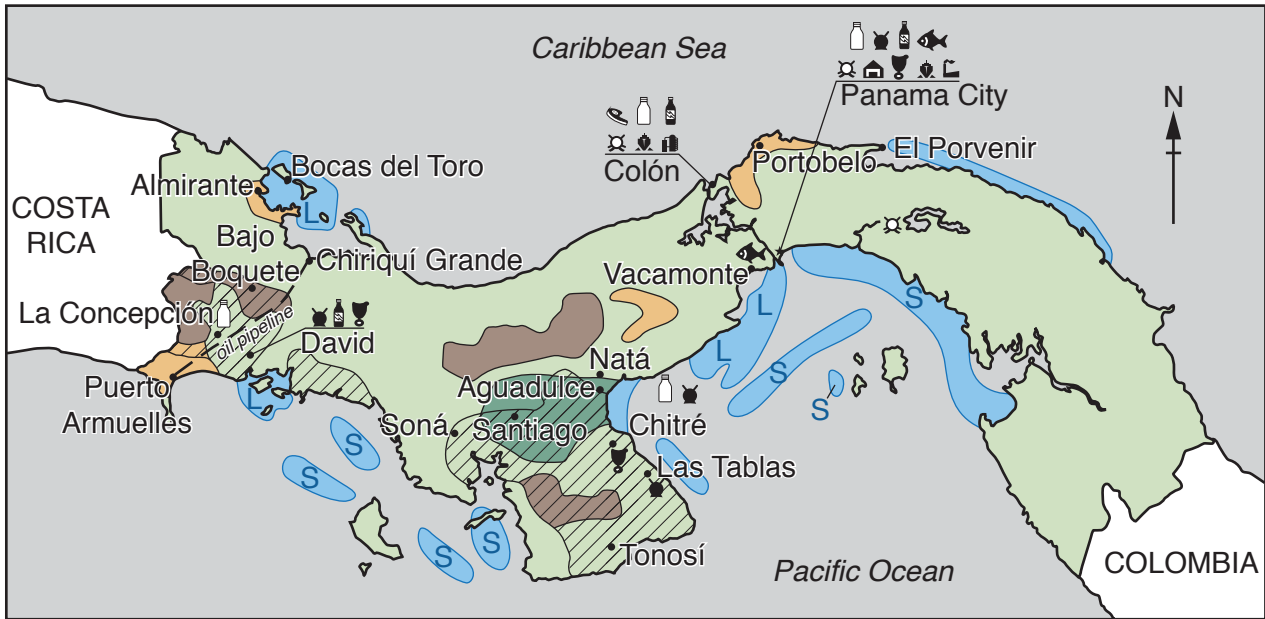 Caribbean Sea
Panama City
N
Colón
Portobelo
El Porvenir
Bocas del Toro
Almirante
L
COSTA
RICA
Bajo
Boquete
Chiriquí Grande
Vacamonte
La Concepción
oil pipeline
David
L
S
Natá
Puerto
Armuelles
L
Aguadulce
L
S
S
Soná
Santiago
Chitré
S
Las Tablas
S
S
S
Tonosí
Pacific Ocean
COLOMBIA